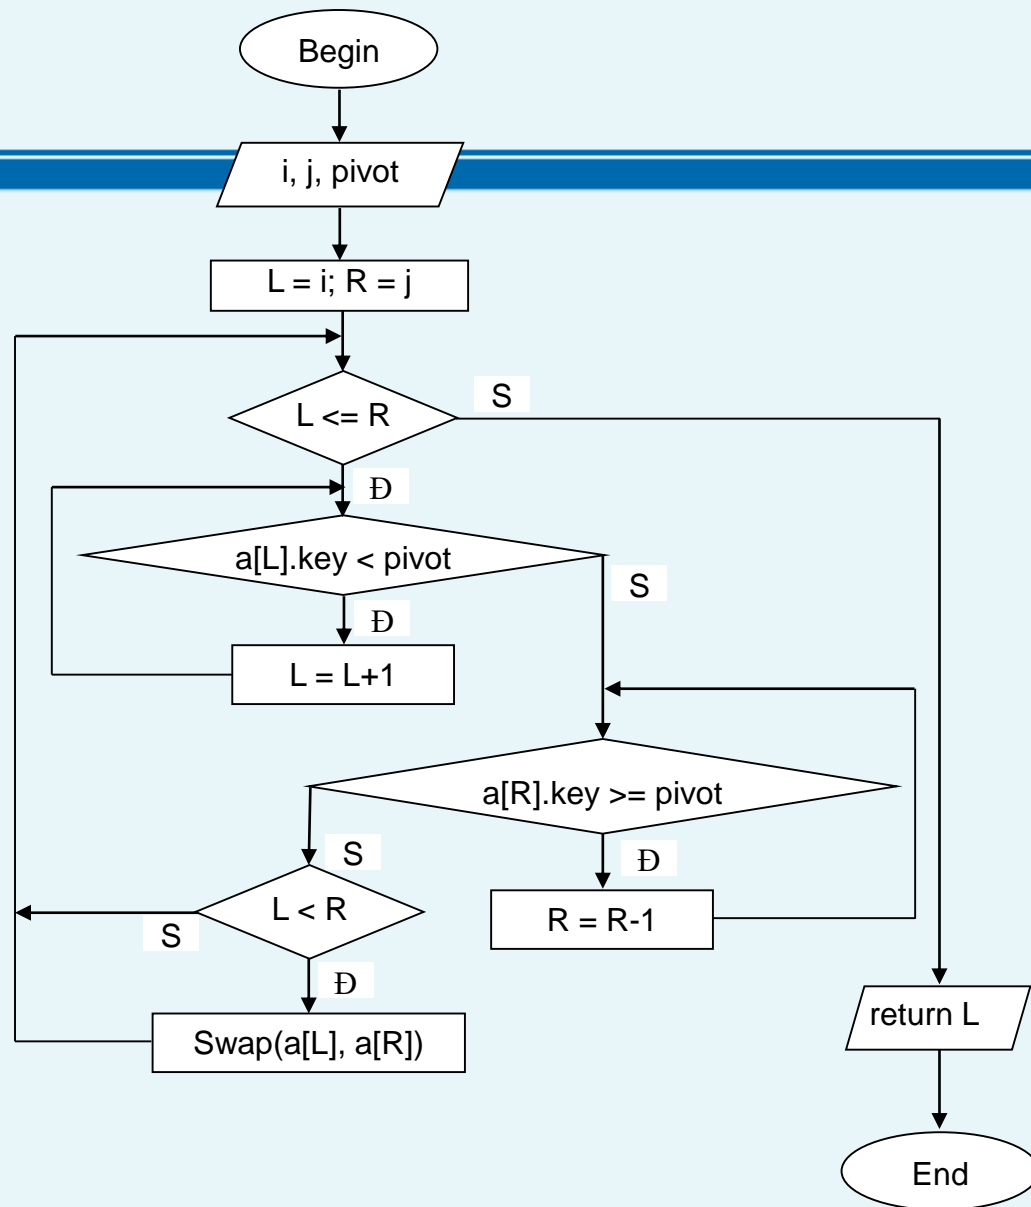 Begin
i, j, pivot
L = i; R = j
L <= R
S
Đ
a[L].key < pivot
S
Đ
L = L+1
a[R].key >= pivot
S
Đ
L < R
R = R-1
S
Đ
return L
Swap(a[L], a[R])
End